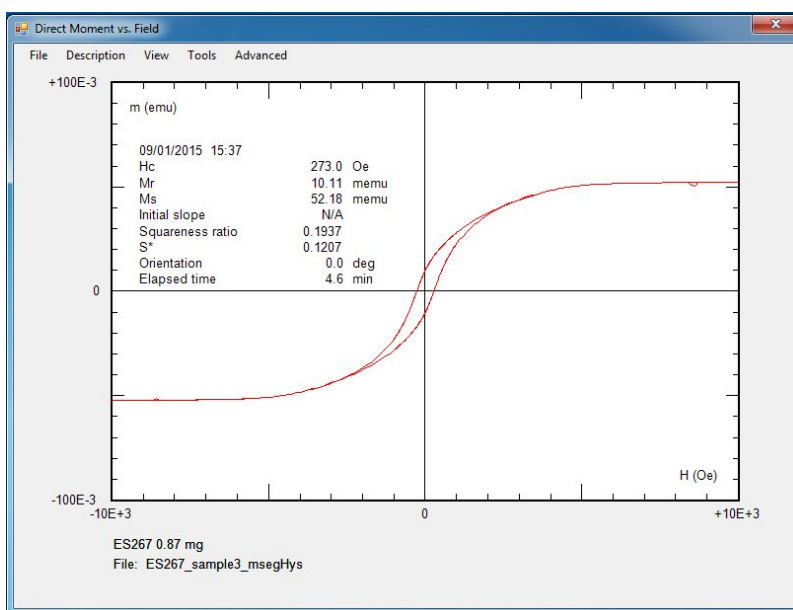 Direct Moment vs. Field
File Description View Tools Advanced
+100E-3
m (emu)
09/01/2015 15:37
Hc 273.0 Oe
Mr 10.11 memu
Ms 52.18 memu
Initial slope N/A
Squareness ratio 0.1937
S* 0.1207
Orientation 0.0 deg
Elapsed time 4.6 min
0
H (Oe)
-100E-3
-10E+3 0 +10E+3
ES267 0.87 mg
File: ES267_sample3_msegHys